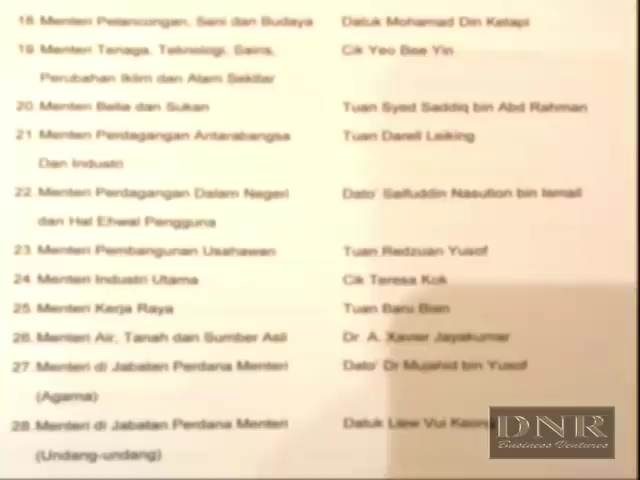 18. Menteri Pelancongan, Seni dan Budaya Datuk Mohamad Din Ketapi
19. Menteri Tenaga, Teknologi, Sains, Cik Yeo Bee Yin
Perubahan Iklim dan Alam Sekitar
20. Menteri Belia dan Sukan Tuan Syed Saddiq bin Abd Rahman
21. Menteri Perdagangan Antarabangsa Tuan Darell Leiking
Dan Industri
22. Menteri Perdagangan Dalam Negeri Dato' Saifuddin Nasution bin Ismail
dan Hal Ehwal Pengguna
23. Menteri Pembangunan Usahawan Tuan Redzuan Yusof
24. Menteri Industri Utama Cik Teresa Kok
25. Menteri Kerja Raya Tuan Baru Bian
26. Menteri Air, Tanah dan Sumber Asli Dr. A. Xavier Jayakumar
27. Menteri di Jabatan Perdana Menteri Dato' Dr Mujahid bin Yusof
(Agama)
28. Menteri di Jabatan Perdana Menteri Datuk Liew Vui Keong
(Undang-undang)
DNR
Business Ventures